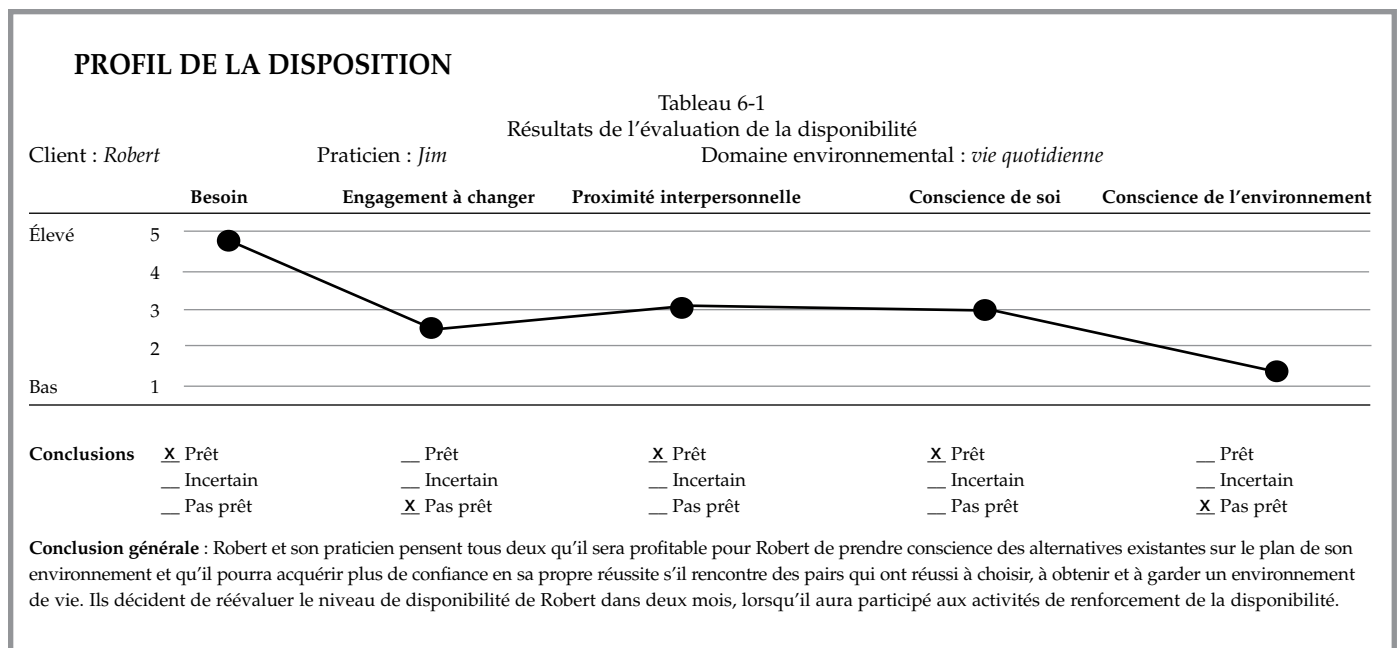 PROFIL DE LA DISPOSITION
Tableau 6-1
Résultats de l'évaluation de la disponibilité
Client : Robert Praticien : Jim Domaine environnemental : vie quotidienne
Besoin Engagement à changer Proximité interpersonnelle Conscience de soi Conscience de l'environnement
Élevé 5
4
3
2
Bas 1
Conclusions X Prêt __ Prêt X Prêt X Prêt __ Prêt
__ Incertain __ Incertain __ Incertain __ Incertain __ Incertain
__ Pas prêt X Pas prêt __ Pas prêt __ Pas prêt X Pas prêt
Conclusion générale : Robert et son praticien pensent tous deux qu'il sera profitable pour Robert de prendre conscience des alternatives existantes sur le plan de son
environnement et qu'il pourra acquérir plus de confiance en sa propre réussite s'il rencontre des pairs qui ont réussi à choisir, à obtenir et à garder un environnement
de vie. Ils décident de réévaluer le niveau de disponibilité de Robert dans deux mois, lorsqu'il aura participé aux activités de renforcement de la disponibilité.